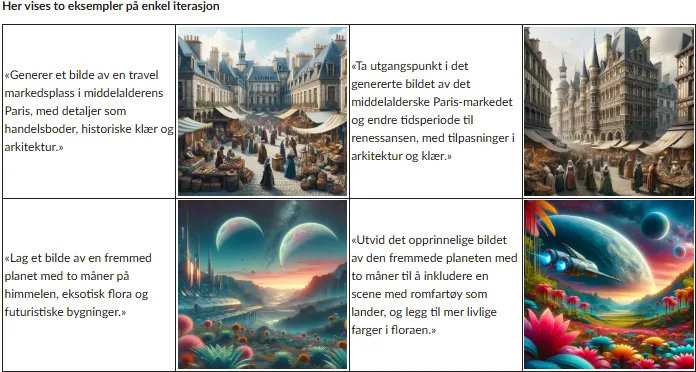 Her vises to eksempler på enkel iterasjon
«Generer et bilde av en travel
markedsplass i middelalderens
Paris, med detaljer som
handelsboder, historiske klær og
arkitektur.»
«Ta utgangspunkt i det
genererte bildet av det
middelalderske Paris-markedet
og endre tidsperiode til
renessansen, med tilpasninger i
arkitektur og klær.»
«Lag et bilde av en fremmed
planet med to måner på
himmelen, eksotisk flora og
futuristiske bygninger.»
«Utvid det opprinnelige bildet
av den fremmede planeten med
to måner til å inkludere en
scene med romfartøy som
lander, og legg til mer livlige
farger i floraen.»